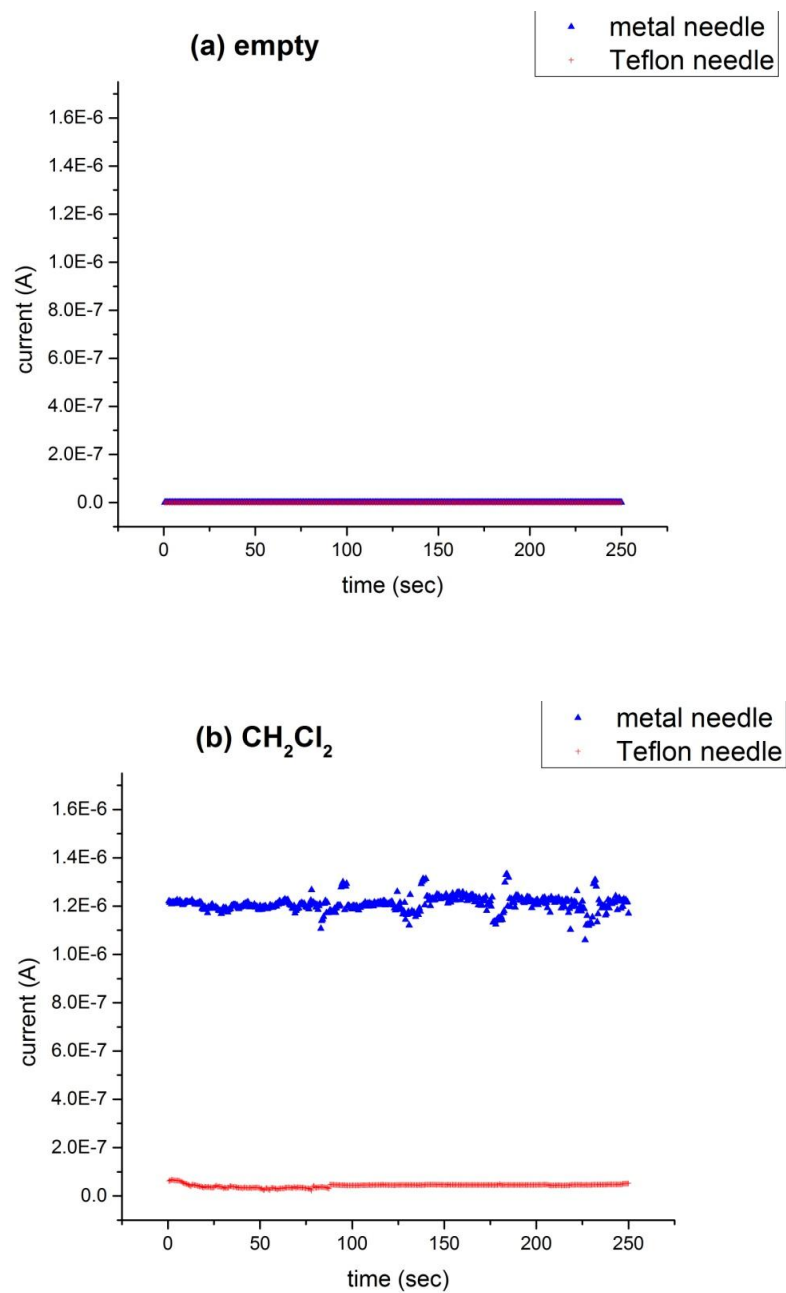 (a) empty
metal needle
Teflon needle
1.6E-6
1.4E-6
1.2E-6
1.0E-6
8.0E-7
6.0E-7
4.0E-7
2.0E-7
0.0
current (A)
0 50 100 150 200 250
time (sec)
(b) CH₂Cl₂
metal needle
Teflon needle
1.6E-6
1.4E-6
1.2E-6
1.0E-6
8.0E-7
6.0E-7
4.0E-7
2.0E-7
0.0
current (A)
0 50 100 150 200 250
time (sec)